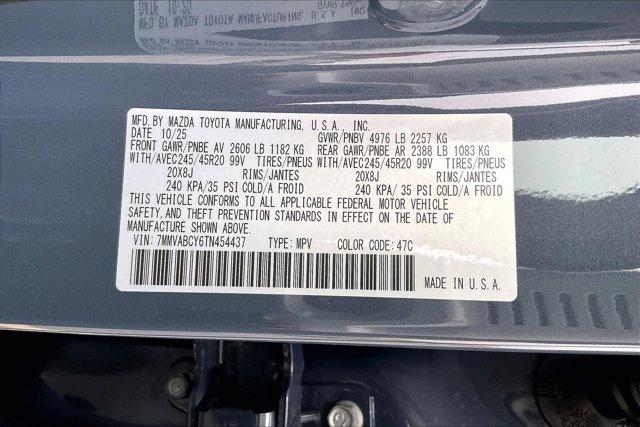 MFD. BY MAZDA TOYOTA MANUFACTURING, U.S.A., INC.
DATE 10/25 GVWR/PNBV 4976 LB 2257 KG
FRONT GAWR/PNBE AV 2606 LB 1182 KG REAR GAWR/PNBE AR 2388 LB 1083 KG
WITH/AVEC245/45R20 99V TIRES/PNEUS WITH/AVEC245/45R20 99V TIRES/PNEUS
20X8J RIMS/JANTES 20X8J RIMS/JANTES
240 KPA/35 PSI COLD/A FROID 240 KPA/35 PSI COLD/A FROID
THIS VEHICLE CONFORMS TO ALL APPLICABLE FEDERAL MOTOR VEHICLE
SAFETY, AND THEFT PREVENTION STANDARDS IN EFFECT ON THE DATE OF
MANUFACTURE SHOWN ABOVE.
VIN: 7MMVABCY6TN454437 TYPE: MPV COLOR CODE: 47C
MADE IN U.S.A.